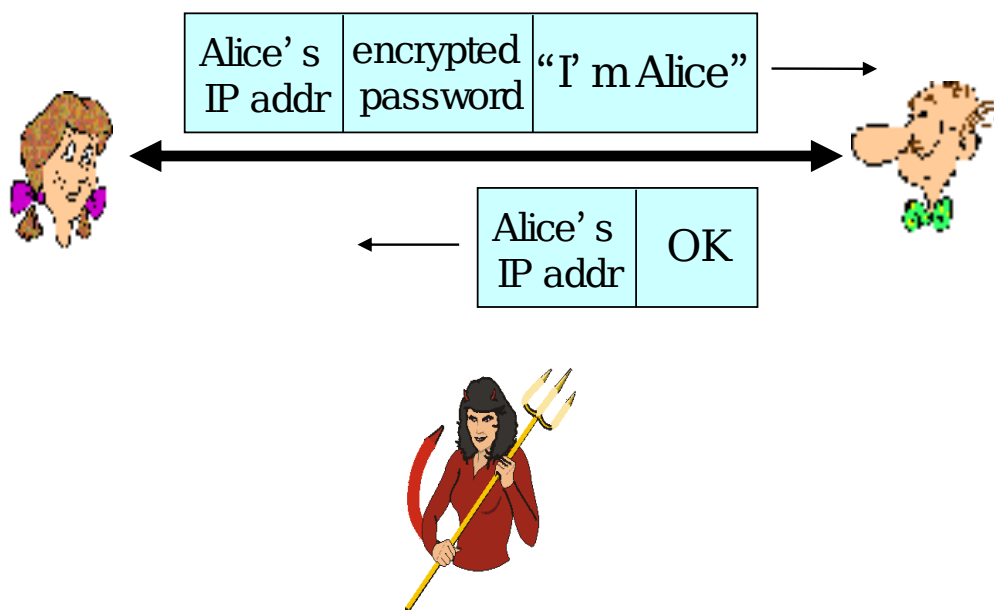 Alice’s
IP addr
encrypted
password
“I’m Alice”
Alice’s
IP addr
OK